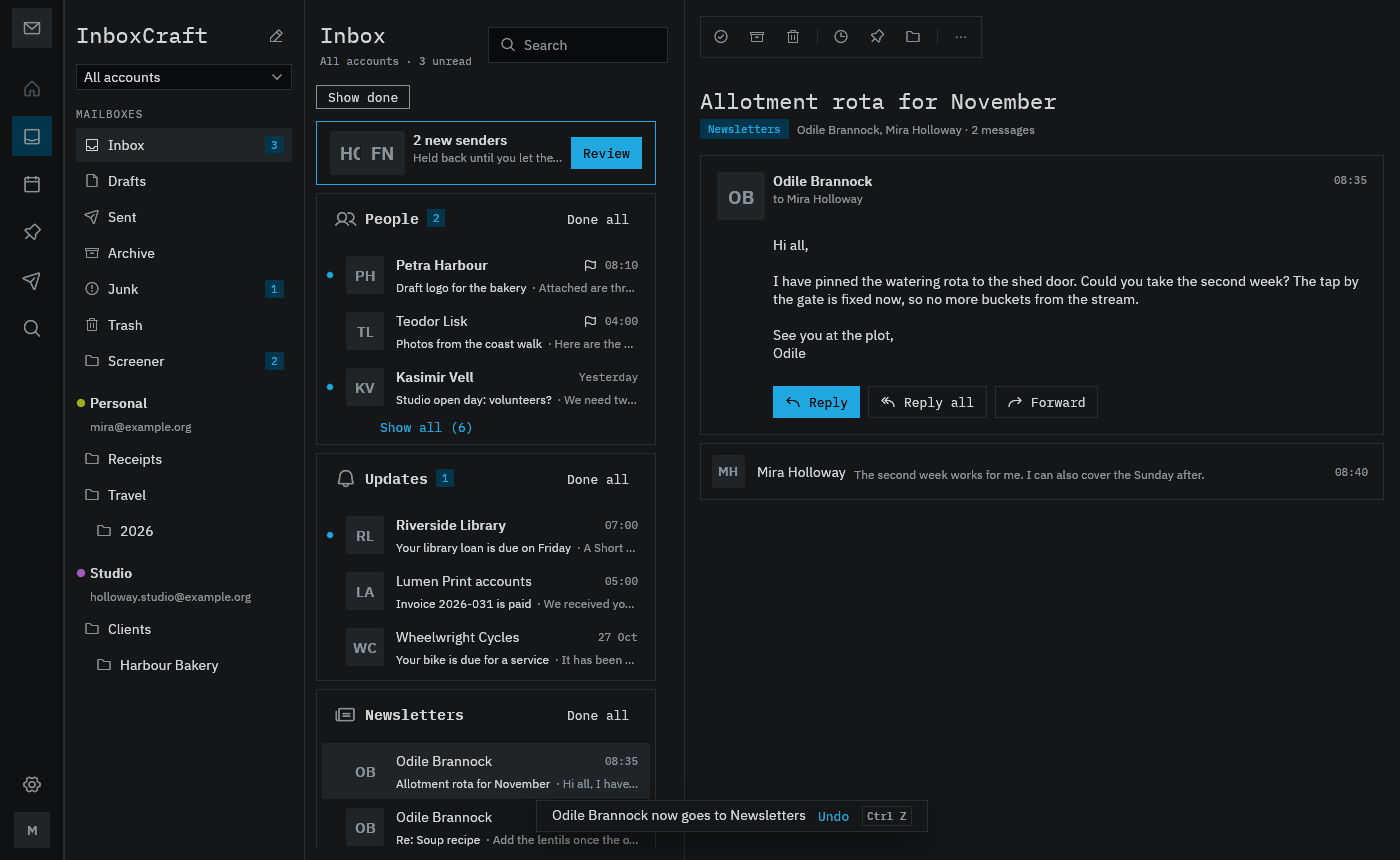 InboxCraft
All accounts
MAILBOXES
Inbox 3
Drafts
Sent
Archive
Junk 1
Trash
Screener 2
Personal
mira@example.org
Receipts
Travel
2026
Studio
holloway.studio@example.org
Clients
Harbour Bakery
M
Inbox
All accounts · 3 unread
Search
Show done
FN
2 new senders
Held back until you let the...
Review
People 2 Done all
PH Petra Harbour 08:10
Draft logo for the bakery · Attached are thr...
TL Teodor Lisk 04:00
Photos from the coast walk · Here are the ...
KV Kasimir Vell Yesterday
Studio open day: volunteers? · We need tw...
Show all (6)
Updates 1 Done all
RL Riverside Library 07:00
Your library loan is due on Friday · A Short ...
LA Lumen Print accounts 05:00
Invoice 2026-031 is paid · We received yo...
WC Wheelwright Cycles 27 Oct
Your bike is due for a service · It has been ...
Newsletters Done all
OB Odile Brannock 08:35
Allotment rota for November · Hi all, I have...
OB Odile Brannock
Re: Soup recipe · Add the lentils once the o...
Allotment rota for November
Newsletters Odile Brannock, Mira Holloway · 2 messages
OB Odile Brannock 08:35
to Mira Holloway
Hi all,
I have pinned the watering rota to the shed door. Could you take the second week? The tap by
the gate is fixed now, so no more buckets from the stream.
See you at the plot,
Odile
Reply Reply all Forward
MH Mira Holloway The second week works for me. I can also cover the Sunday after. 08:40
Odile Brannock now goes to Newsletters Undo Ctrl Z